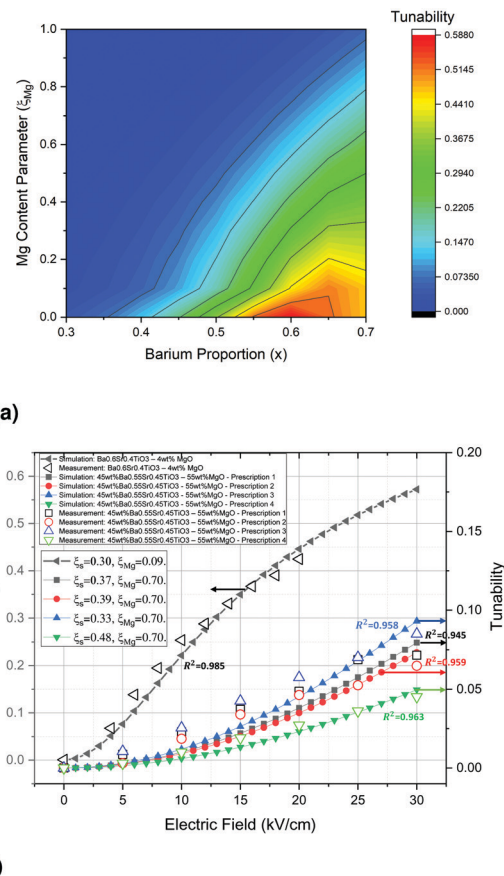 Tunability
1.0
0.8
0.6
0.4
0.2
0.0
Mg Content Parameter (ξMg)
0.3
0.4
0.5
0.6
0.7
Barium Proportion (x)
0.5880
0.5145
0.4410
0.3675
0.2940
0.2205
0.1470
0.07350
0.000
a)
Simulation: Ba0.6Sr0.4TiO3 – 4wt% MgO
Measurement: Ba0.6Sr0.4TiO3 – 4wt% MgO
Simulation: 45wt%Ba0.55Sr0.45TiO3 – 55wt%MgO - Prescription 1
Simulation: 45wt%Ba0.55Sr0.45TiO3 – 55wt%MgO - Prescription 2
Simulation: 45wt%Ba0.55Sr0.45TiO3 – 55wt%MgO - Prescription 3
Simulation: 45wt%Ba0.55Sr0.45TiO3 – 55wt%MgO - Prescription 4
Measurement: 45wt%Ba0.55Sr0.45TiO3 – 55wt%MgO - Prescription 1
Measurement: 45wt%Ba0.55Sr0.45TiO3 – 55wt%MgO - Prescription 2
Measurement: 45wt%Ba0.55Sr0.45TiO3 – 55wt%MgO - Prescription 3
Measurement: 45wt%Ba0.55Sr0.45TiO3 – 55wt%MgO - Prescription 4
ξs=0.30, ξMg=0.09.
ξs=0.37, ξMg=0.70.
ξs=0.39, ξMg=0.70.
ξs=0.33, ξMg=0.70.
ξs=0.48, ξMg=0.70.
R²=0.985
R²=0.958
R²=0.945
R²=0.959
R²=0.963
0.6
0.5
0.4
0.3
0.2
0.1
0.0
0.20
0.15
0.10
0.05
0.00
Tunability
0
5
10
15
20
25
30
Electric Field (kV/cm)
)